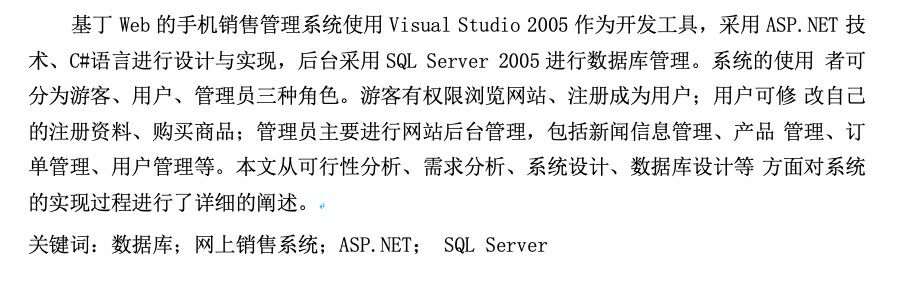 基丁 Web 的手机销售管理系统使用 Visual Studio 2005 作为开发工具，采用 ASP.NET 技
术、C#语言进行设计与实现，后台采用 SQL Server 2005 进行数据库管理。系统的使用 者可
分为游客、用户、管理员三种角色。游客有权限浏览网站、注册成为用户；用户可修 改自己
的注册资料、购买商品；管理员主要进行网站后台管理，包括新闻信息管理、产品 管理、订
单管理、用户管理等。本文从可行性分析、需求分析、系统设计、数据库设计等 方面对系统
的实现过程进行了详细的阐述。
关键词：数据库；网上销售系统；ASP.NET； SQL Server